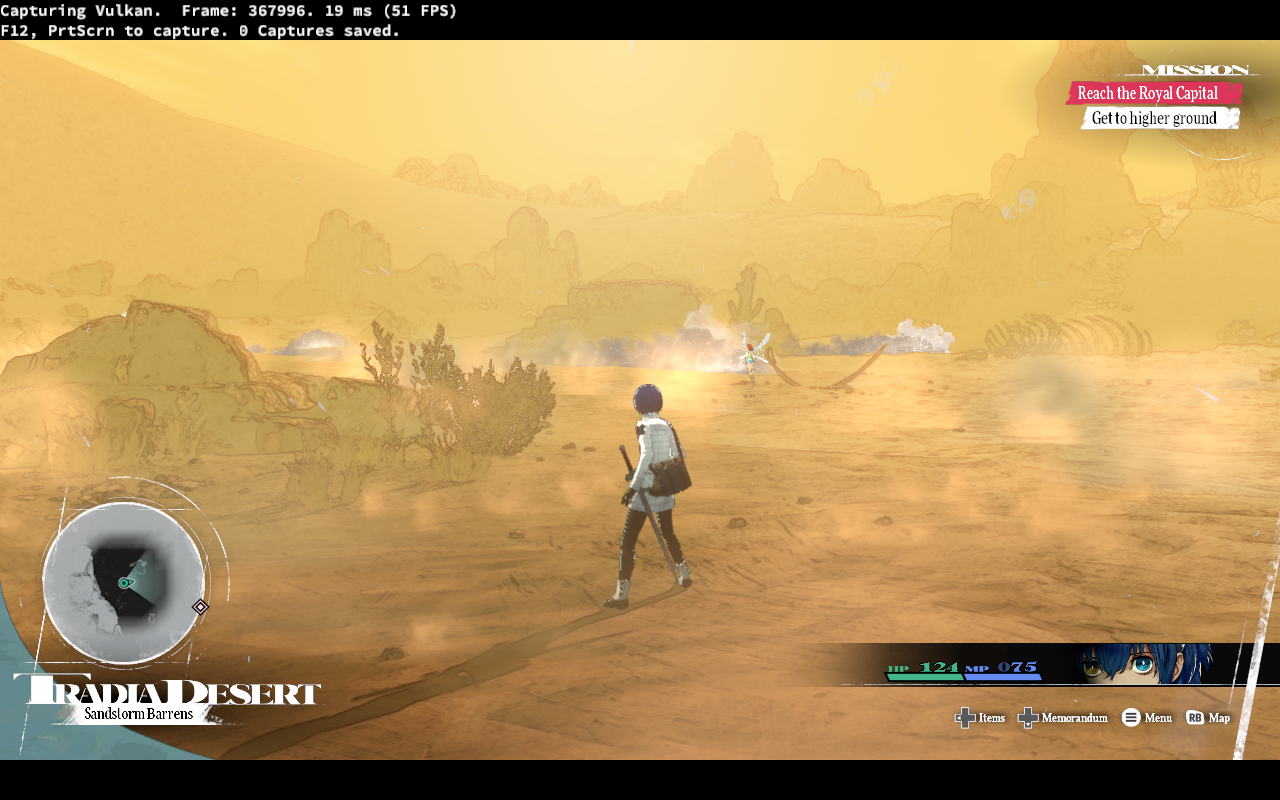 Capturing Vulkan.  Frame: 367996. 19 ms (51 FPS)
F12, PrtScrn to capture. 0 Captures saved.
MISSION
Reach the Royal Capital
Get to higher ground
TRADIA DESERT
Sandstorm Barrens
HP 124 MP 075
Items Memorandum Menu RB Map